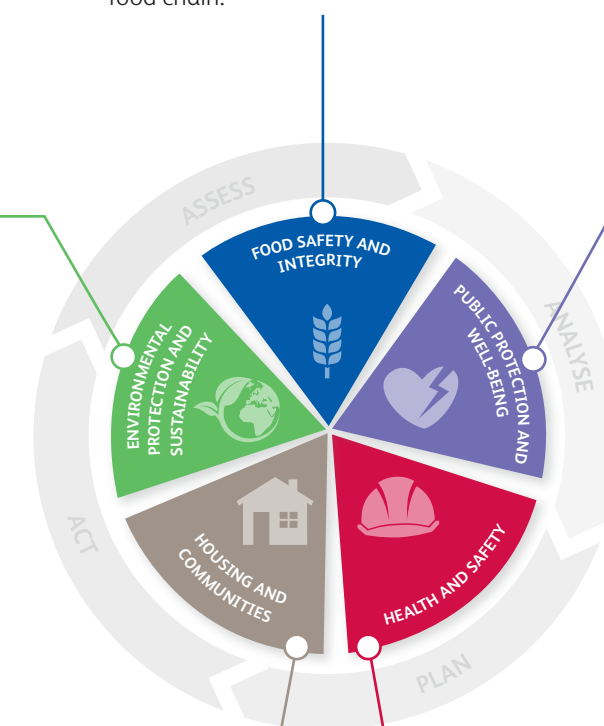 food chain.
ASSESS
FOOD SAFETY AND
INTEGRITY
ANALYSE
PUBLIC PROTECTION AND
WELL-BEING
ENVIRONMENTAL
PROTECTION AND
SUSTAINABILITY
ACT
HOUSING AND
COMMUNITIES
HEALTH AND SAFETY
PLAN